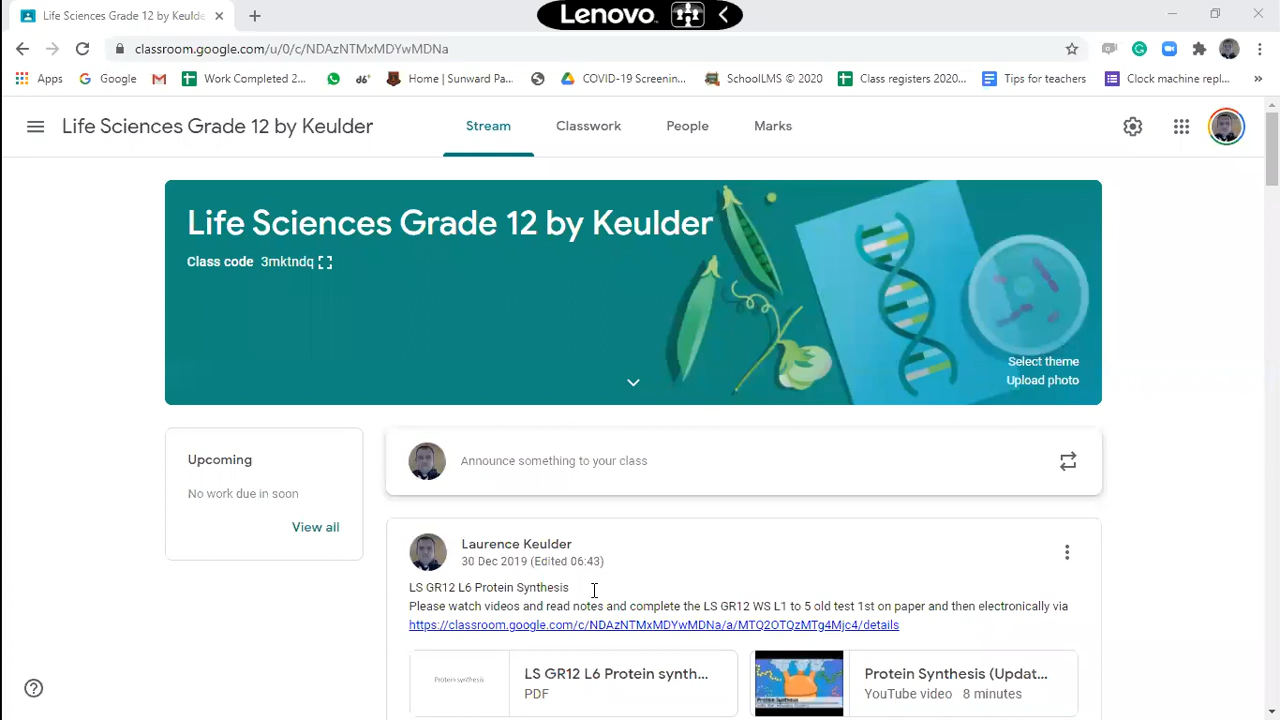 Life Sciences Grade 12 by Keulde
Lenovo
classroom.google.com/u/0/c/NDAzNTMxMDYwMDNa
Apps Google Work Completed 2... Home | Sunward Pa... COVID-19 Screenin... SchoolLMS © 2020 Class registers 2020... Tips for teachers Clock machine repl... »
Life Sciences Grade 12 by Keulder Stream Classwork People Marks
Life Sciences Grade 12 by Keulder
Class code 3mktndq
Select theme
Upload photo
Upcoming
No work due in soon
View all
Announce something to your class
Laurence Keulder
30 Dec 2019 (Edited 06:43)
LS GR12 L6 Protein Synthesis
Please watch videos and read notes and complete the LS GR12 WS L1 to 5 old test 1st on paper and then electronically via
https://classroom.google.com/c/NDAzNTMxMDYwMDNa/a/MTQ2OTQzMTg4Mjc4/details
Protein synthesis
LS GR12 L6 Protein synth...
PDF
Protein Synthesis
Protein Synthesis (Updat...
YouTube video 8 minutes